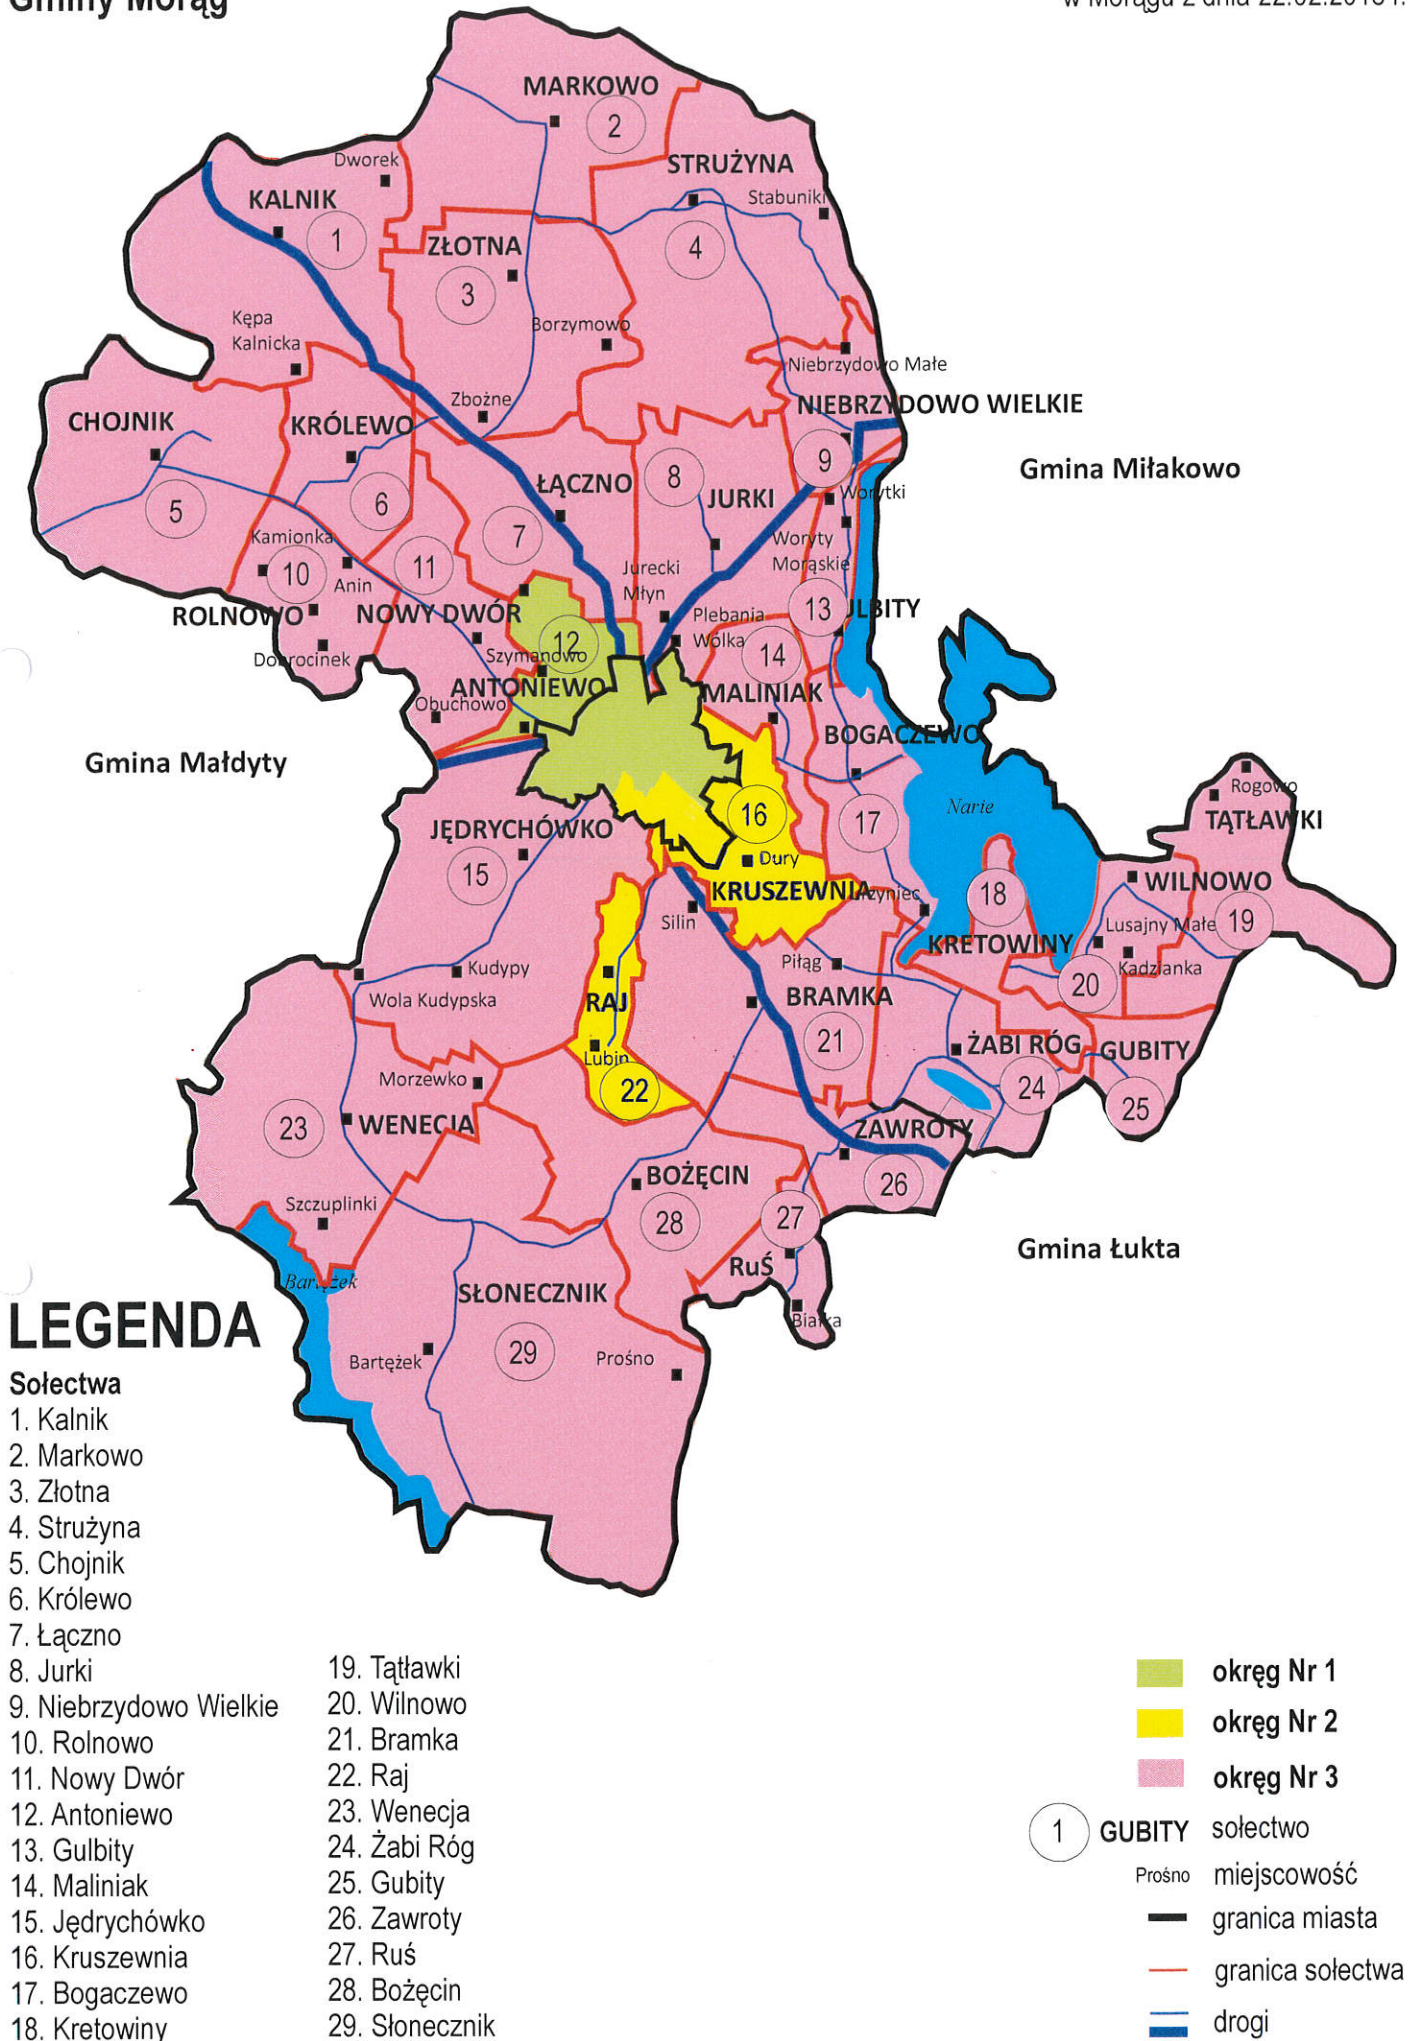 Gminy Morąg
w Morągu z dnia 22.02.2018 r.
MARKOWO
2
STRUŻYNA
Dworek
Stabuniki
KALNIK
1
ZŁOTNA
4
3
Kępa
Kalnicka
Borzymowo
Niebrzydowo Małe
Zbożne
NIEBRZYDOWO WIELKIE
CHOJNIK
KRÓLEWO
9
Gmina Miłakowo
ŁĄCZNO
8
JURKI
Worytki
5
6
7
Kamionka
Woryty
Morąskie
10
Anin
11
Jurecki
Młyn
ROLNOWO
NOWY DWÓR
Plebania
Wólka
13
ULBITY
12
14
Dobrocinek
Szymanowo
ANTONIEWO
MALINIAK
Obuchowo
BOGACZEWO
Gmina Małdyty
Rogowo
Narie
TĄTŁAWKI
JĘDRYCHÓWKO
16
17
15
Dury
KRUSZEWNIA
WILNOWO
18
19
Silin
Lusajny Małe
KRETOWINY
Kadzianka
Kudypy
Piłąg
20
Wola Kudypska
RAJ
BRAMKA
21
ŻABI RÓG
GUBITY
Lubin
Morzewko
22
24
25
23
WENECJA
ZAWROTY
BOŻĘCIN
26
Szczuplinki
28
27
Gmina Łukta
RuŚ
Bartężek
SŁONECZNIK
Białka
LEGENDA
29
Bartężek
Prośno
Sołectwa
1. Kalnik
2. Markowo
3. Złotna
4. Strużyna
5. Chojnik
6. Królewo
7. Łączno
8. Jurki
9. Niebrzydowo Wielkie
10. Rolnowo
11. Nowy Dwór
12. Antoniewo
13. Gulbity
14. Maliniak
15. Jędrychówko
16. Kruszewnia
17. Bogaczewo
18. Kretowiny
19. Tątławki
20. Wilnowo
21. Bramka
22. Raj
23. Wenecja
24. Żabi Róg
25. Gubity
26. Zawroty
27. Ruś
28. Bożęcin
29. Słonecznik
okręg Nr 1
okręg Nr 2
okręg Nr 3
1 GUBITY sołectwo
Prośno miejscowość
granica miasta
granica sołectwa
drogi